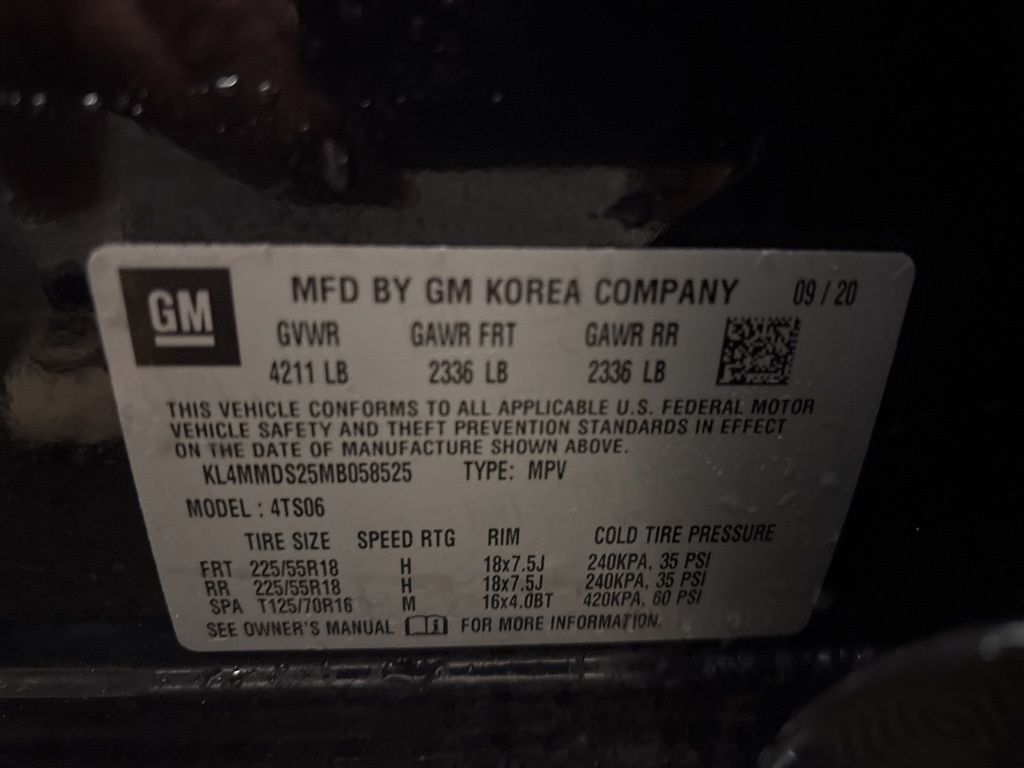 GM
MFD BY GM KOREA COMPANY 09 / 20
GVWR GAWR FRT GAWR RR
4211 LB 2336 LB 2336 LB
THIS VEHICLE CONFORMS TO ALL APPLICABLE U.S. FEDERAL MOTOR
VEHICLE SAFETY AND THEFT PREVENTION STANDARDS IN EFFECT
ON THE DATE OF MANUFACTURE SHOWN ABOVE.
KL4MMDS25MB058525 TYPE: MPV
MODEL : 4TS06
TIRE SIZE SPEED RTG RIM COLD TIRE PRESSURE
FRT 225/55R18 H 18x7.5J 240KPA, 35 PSI
RR 225/55R18 H 18x7.5J 240KPA, 35 PSI
SPA T125/70R16 M 16x4.0BT 420KPA, 60 PSI
SEE OWNER'S MANUAL FOR MORE INFORMATION.